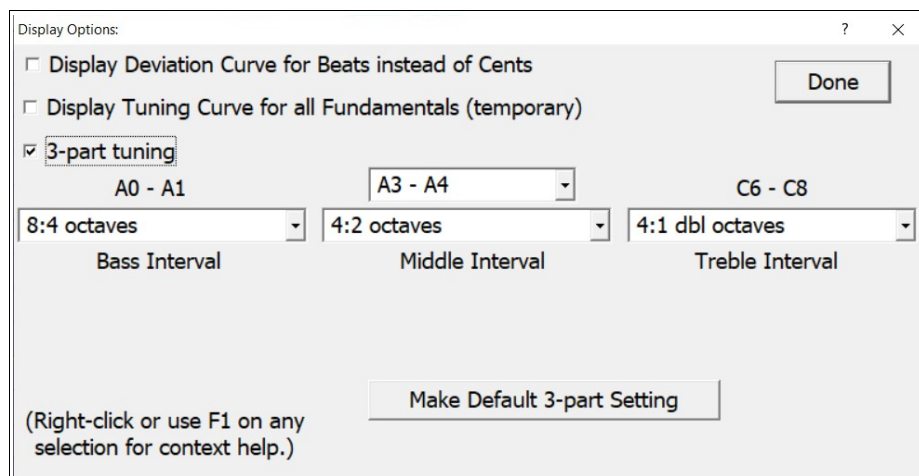 Display Options:
?
Display Deviation Curve for Beats instead of Cents
Done
Display Tuning Curve for all Fundamentals (temporary)
3-part tuning
A0 - A1
A3 - A4
C6 - C8
8:4 octaves
4:2 octaves
4:1 dbl octaves
Bass Interval
Middle Interval
Treble Interval
Make Default 3-part Setting
(Right-click or use F1 on any
selection for context help.)